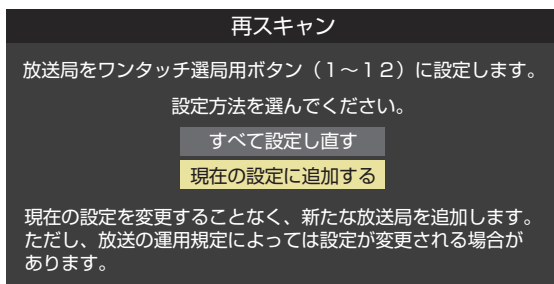 再スキャン
放送局をワンタッチ選局用ボタン（１～１２）に設定します。
設定方法を選んでください。
すべて設定し直す
現在の設定に追加する
現在の設定を変更することなく、新たな放送局を追加します。
ただし、放送の運用規定によっては設定が変更される場合が
あります。